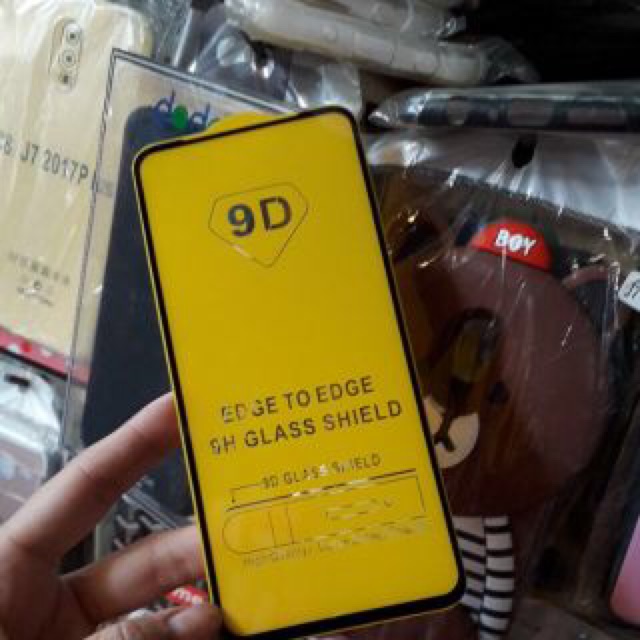 J7 2017P
9D
BOY
EDGE TO EDGE
9H GLASS SHIELD
9D GLASS SHIELD